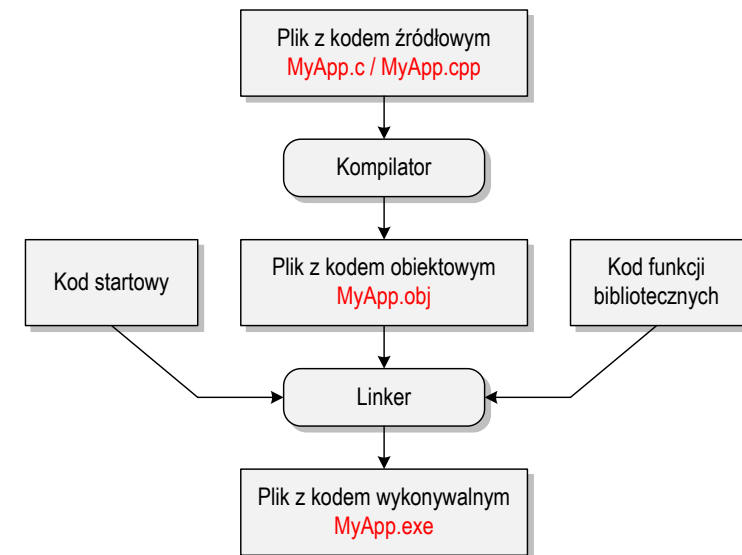 Plik z kodem źródłowym
MyApp.c / MyApp.cpp
Kompilator
Kod startowy
Plik z kodem obiektowym
MyApp.obj
Kod funkcji
bibliotecznych
Linker
Plik z kodem wykonywalnym
MyApp.exe